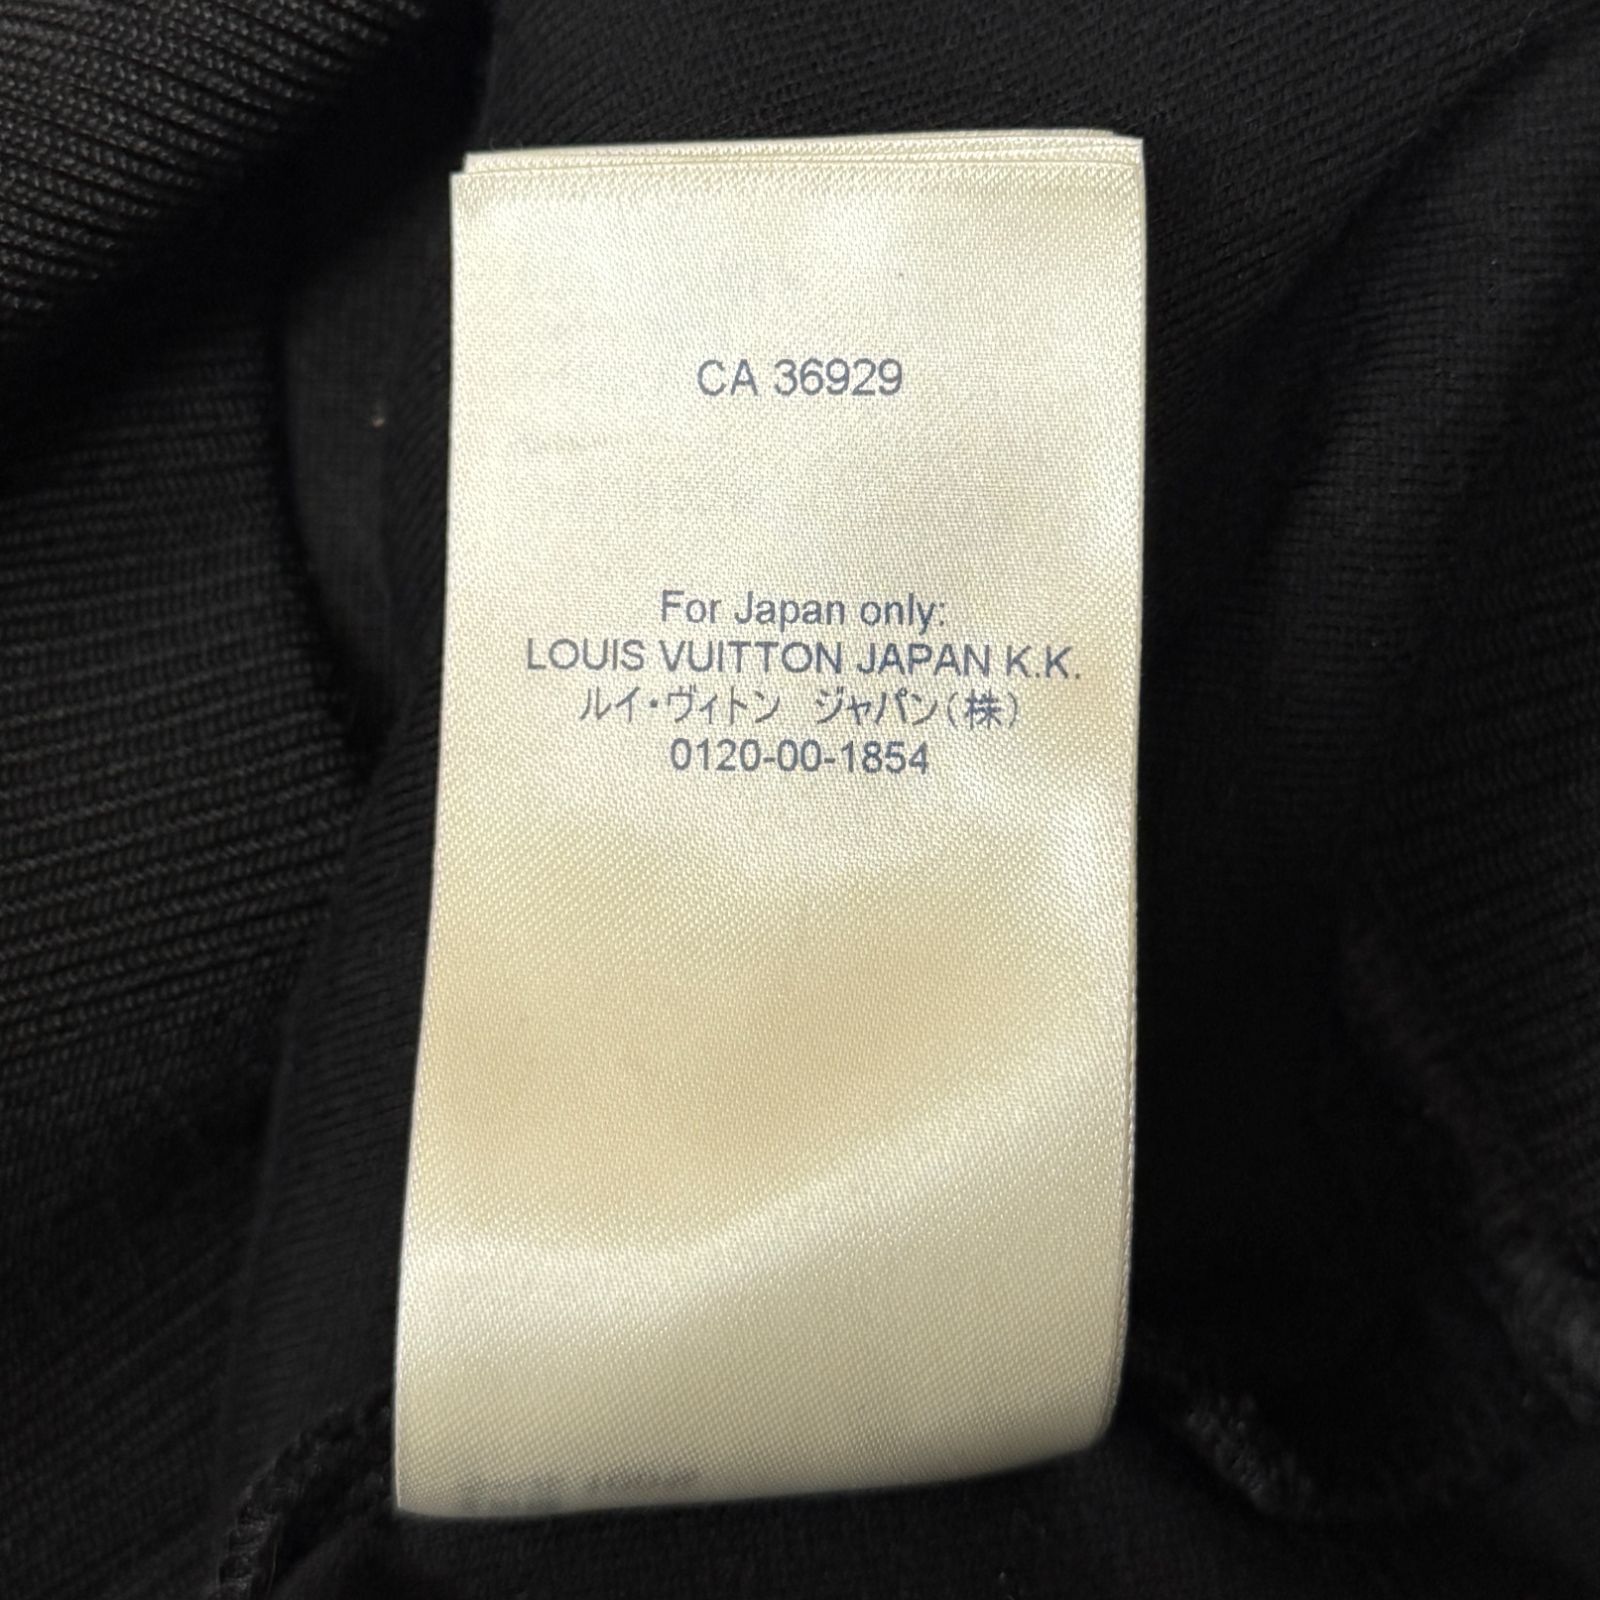 CA 36929
For Japan only:
LOUIS VUITTON JAPAN K.K.
ルイ・ヴィトン　ジャパン(株)
0120-00-1854